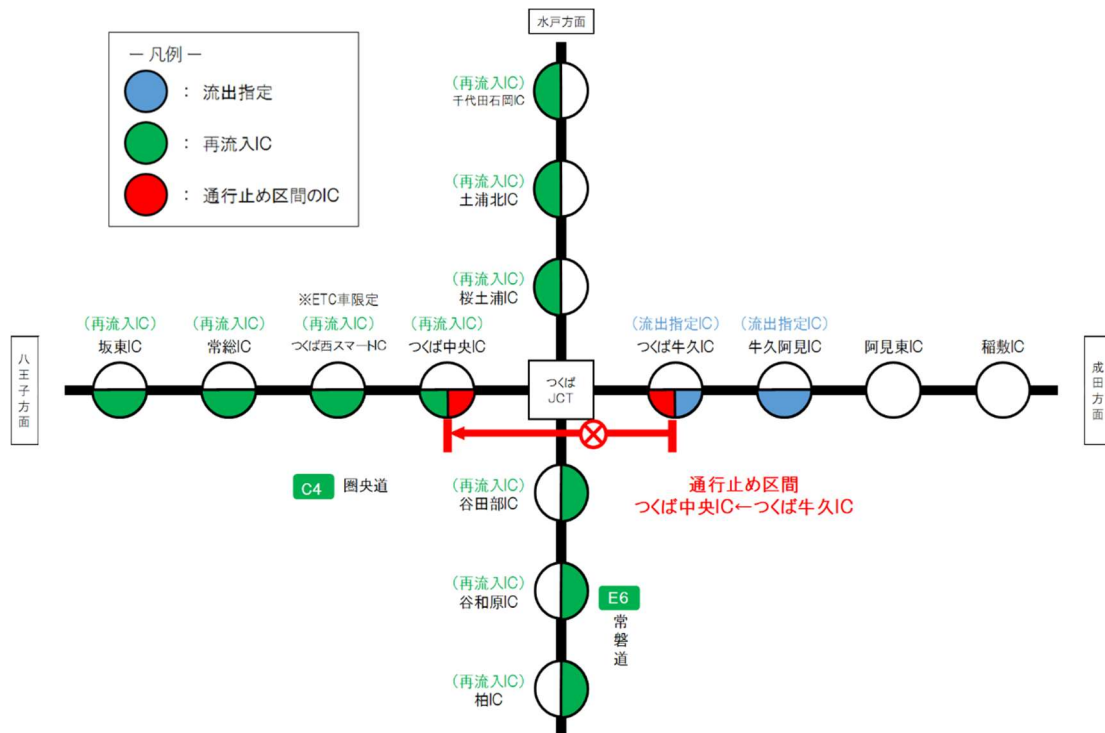 水戸方面
― 凡例 ―
： 流出指定
： 再流入IC
： 通行止め区間のIC
(再流入IC)
千代田石岡IC
(再流入IC)
土浦北IC
(再流入IC)
桜土浦IC
※ETC車限定
(再流入IC)
坂東IC
(再流入IC)
常総IC
(再流入IC)
つくば西スマートIC
(再流入IC)
つくば中央IC
(流出指定IC)
つくば牛久IC
(流出指定IC)
牛久阿見IC
阿見東IC
稲敷IC
八王子方面
つくば
JCT
成田方面
C4 圏央道
(再流入IC)
谷田部IC
通行止め区間
つくば中央IC←つくば牛久IC
(再流入IC)
谷和原IC
E6
常磐道
(再流入IC)
柏IC